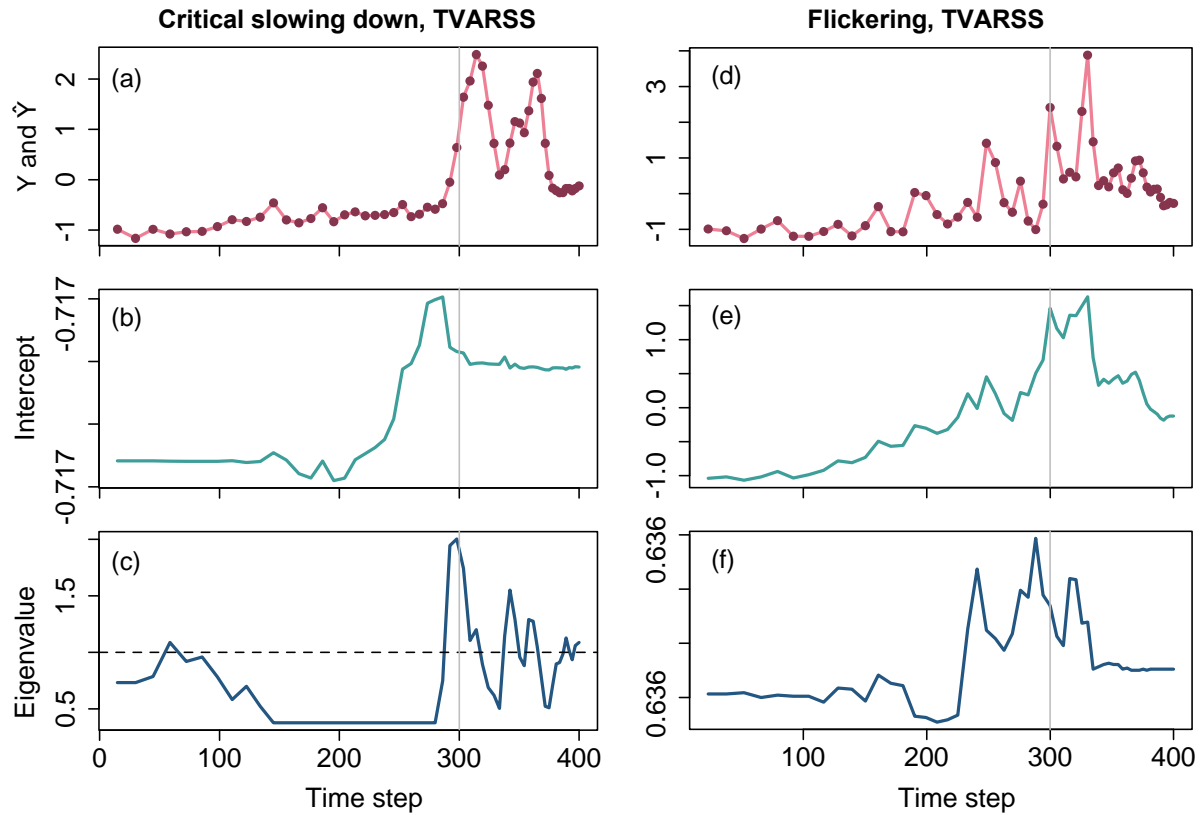 Critical slowing down, TVARSS
Flickering, TVARSS
(a)
Y and Ŷ
2
1
0
-1
(d)
3
1
-1
(b)
Intercept
-0.717
-0.717
(e)
1.0
0.0
-1.0
(c)
Eigenvalue
1.5
0.5
0 100 200 300 400
Time step
(f)
0.636
0.636
100 200 300 400
Time step